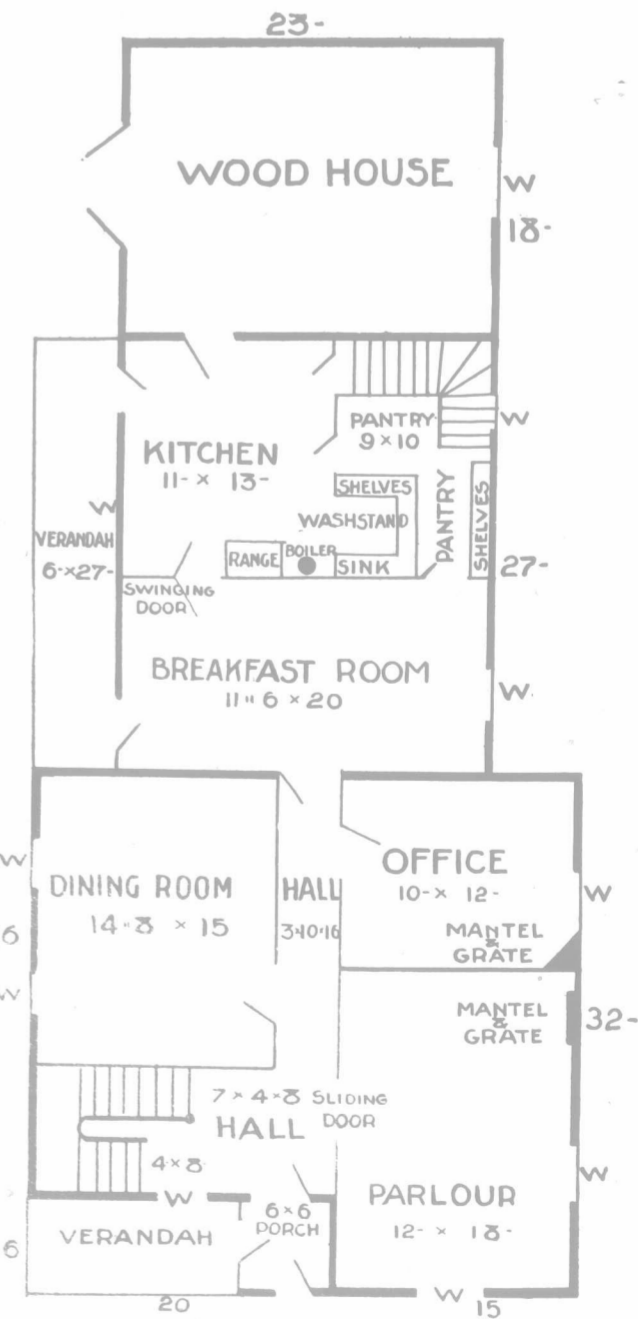 23-
WOOD HOUSE
W
18-
PANTRY
9 × 10
W
KITCHEN
11- × 13-
SHELVES
W
WASHSTAND
PANTRY
SHELVES
VERANDAH
6-×27-
RANGE
BOILER
SINK
27-
SWINGING
DOOR
BREAKFAST ROOM
11"6 × 20
W
W
DINING ROOM
14-8 × 15
HALL
3-10-16
OFFICE
10- × 12-
W
6
MANTEL
&
GRATE
W
MANTEL
&
GRATE
32-
7 × 4×8
SLIDING
DOOR
HALL
4×8
W
W
PARLOUR
12- × 18-
6×6
PORCH
VERANDAH
6
20
W
15